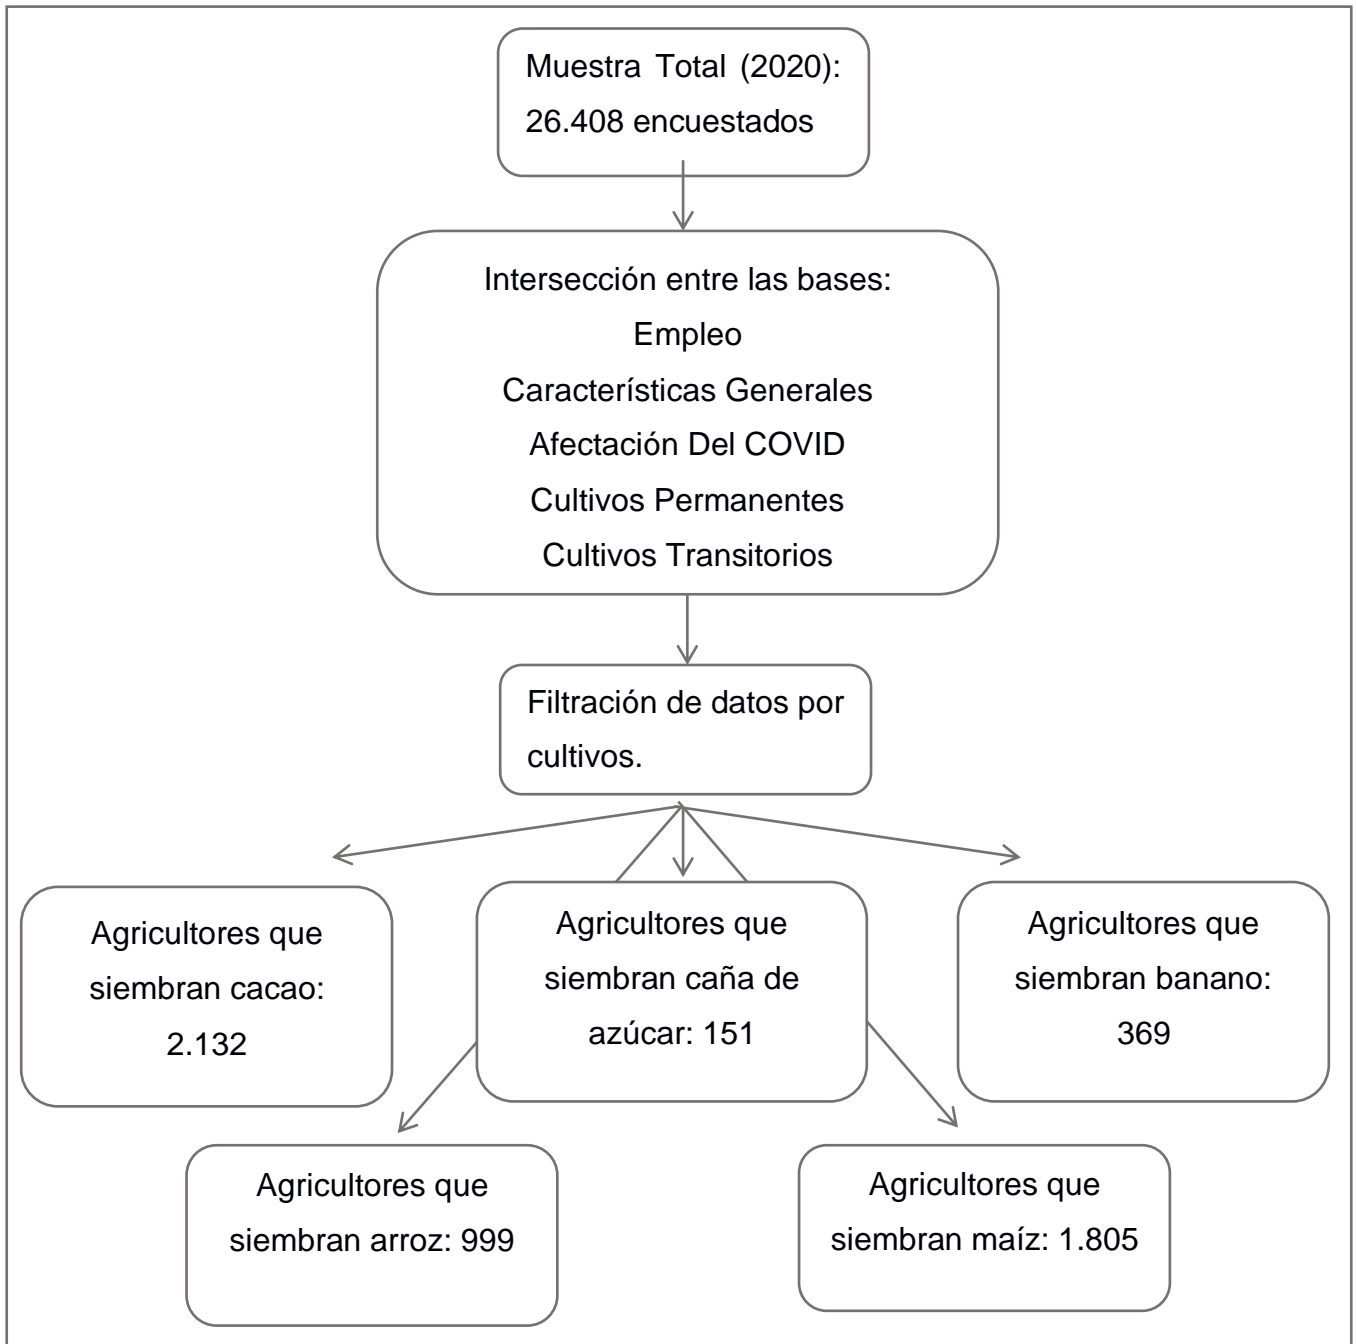 Muestra Total (2020):
26.408 encuestados
Intersección entre las bases:
Empleo
Características Generales
Afectación Del COVID
Cultivos Permanentes
Cultivos Transitorios
Filtración de datos por
cultivos.
Agricultores que
siembran cacao:
2.132
Agricultores que
siembran caña de
azúcar: 151
Agricultores que
siembran banano:
369
Agricultores que
siembran arroz: 999
Agricultores que
siembran maíz: 1.805